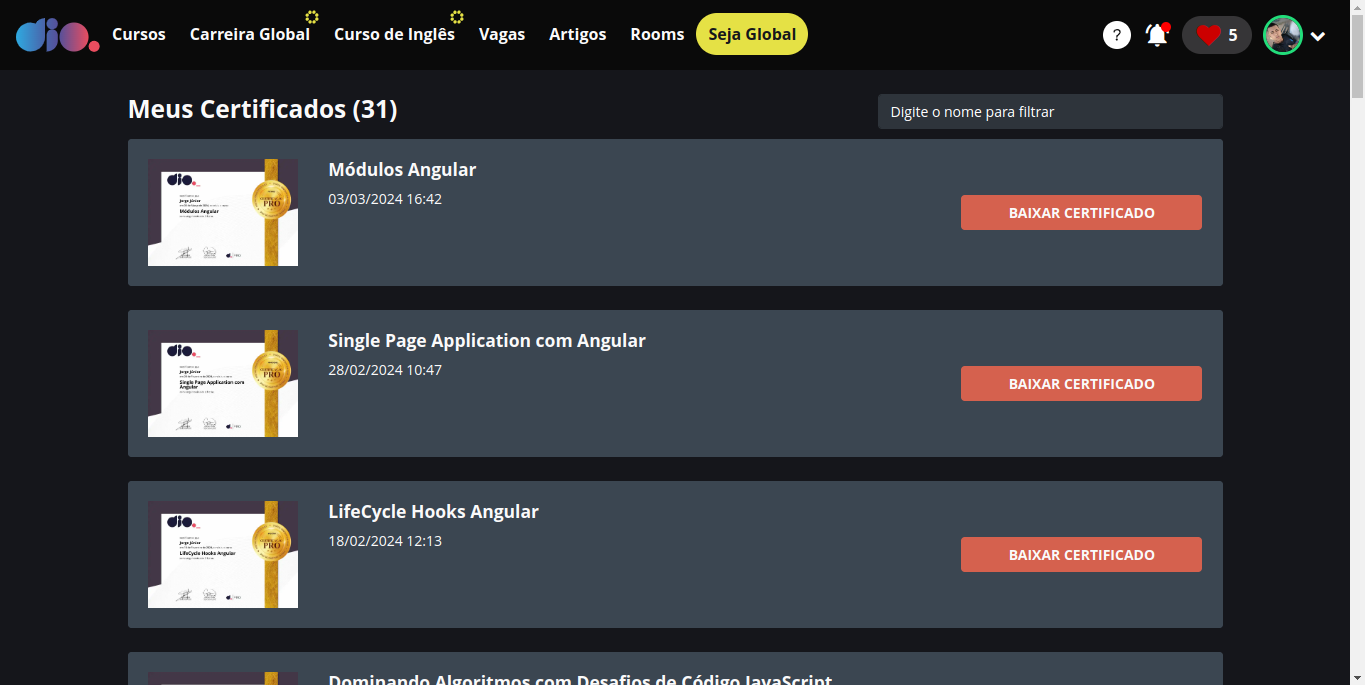 dio.
Cursos
Carreira Global
Curso de Inglês
Vagas
Artigos
Rooms
Seja Global
?
5
Meus Certificados (31)
Digite o nome para filtrar
dio.
Jorge Júnior
Módulos Angular
PRO
Módulos Angular
03/03/2024 16:42
BAIXAR CERTIFICADO
dio.
Jorge Júnior
Single Page Application com
Angular
PRO
Single Page Application com Angular
28/02/2024 10:47
BAIXAR CERTIFICADO
dio.
Jorge Júnior
LifeCycle Hooks Angular
PRO
LifeCycle Hooks Angular
18/02/2024 12:13
BAIXAR CERTIFICADO
Dominando Algoritmos com Desafios de Código JavaScript